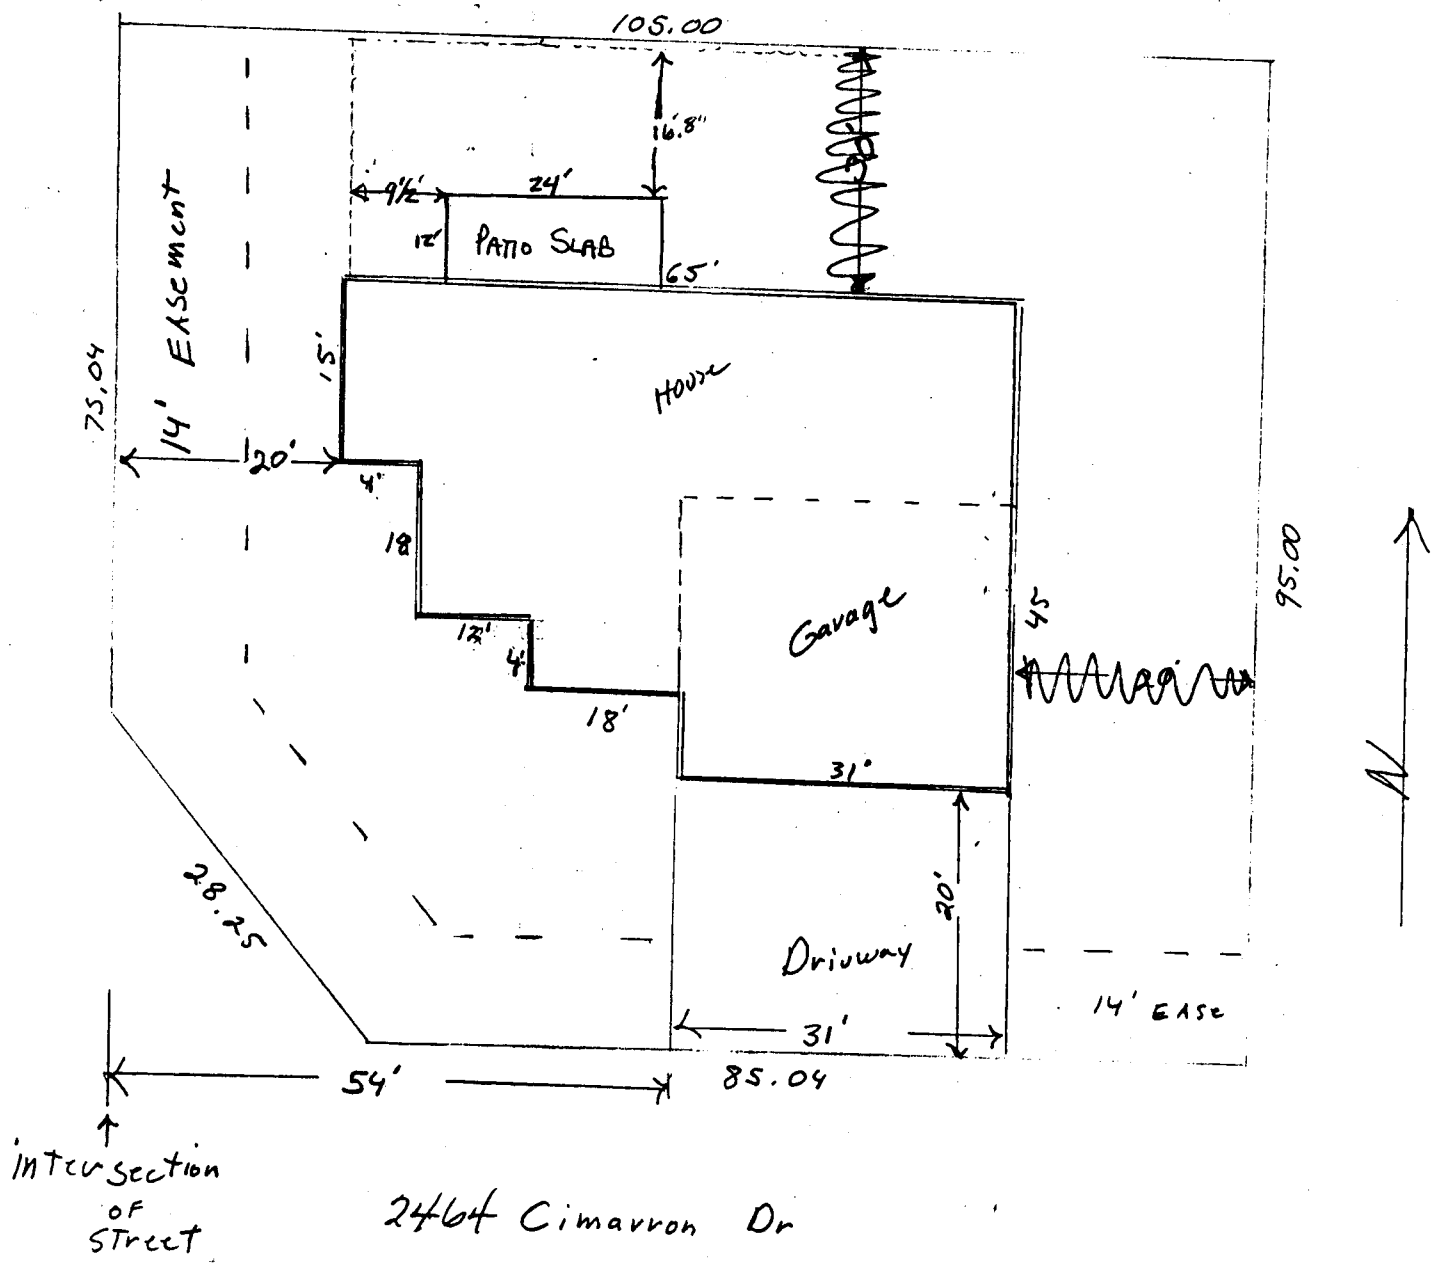 105.00
16'.8"
9½'
24'
12'
PATIO SLAB
65'
14' EASEMENT
75.04
15'
House
20'
4'
18
12'
4'
18'
Garage
45
95.00
31'
28.25
20'
Drivway
N
14' EASE
31'
54'
85.04
intersection
OF
STreet
2464 Cimarron Dr